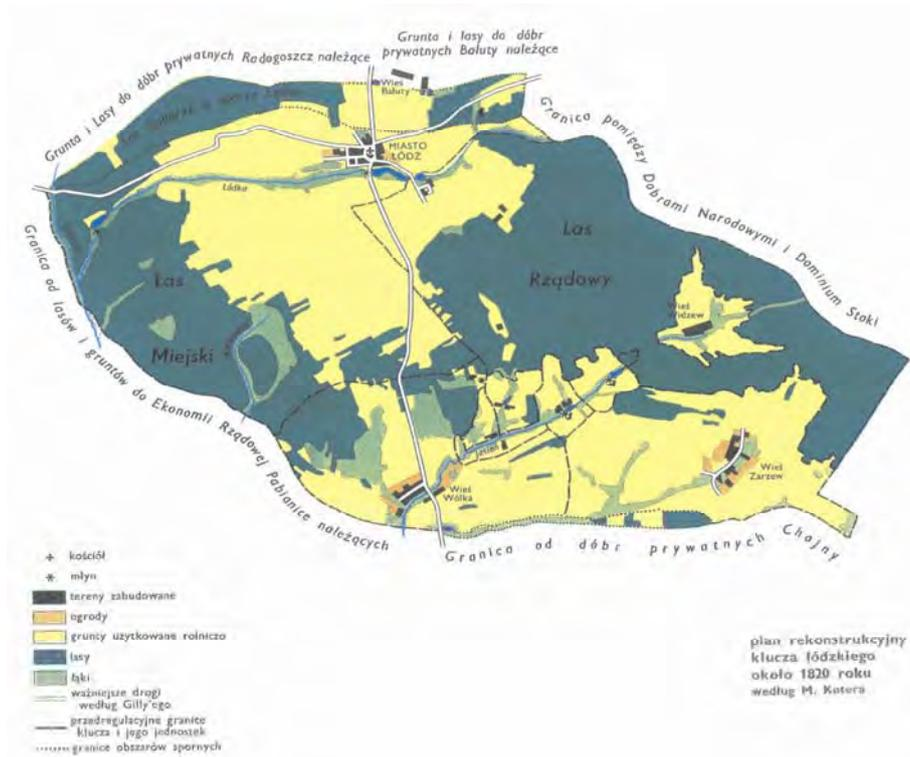 Grunta i lasy do dóbr
prywatnych Bałuty należące
Grunta i Lasy do dóbr prywatnych Radogoszcz należące
Wieś
Bałuty
MIASTO
ŁÓDŹ
Łódka
Granica pomiędzy Dobrami Narodowymi i Dominium Stoki
Las
Rządowy
Wieś
Widzew
Las
Miejski
Granica od lasów i gruntów do Ekonomii Rządowej Pabianice należących
Jasień
Wieś
Wólka
Wieś
Zarzew
Granica od dóbr prywatnych Chojny
kościół
młyn
tereny zabudowane
ogrody
grunty użytkowane rolniczo
lasy
łąki
ważniejsze drogi
według Gilly'ego
przedregulacyjne granice
klucza i jego jednostek
granice obszarów spornych
plan rekonstrukcyjny
klucza łódzkiego
około 1820 roku
według M. Kotera